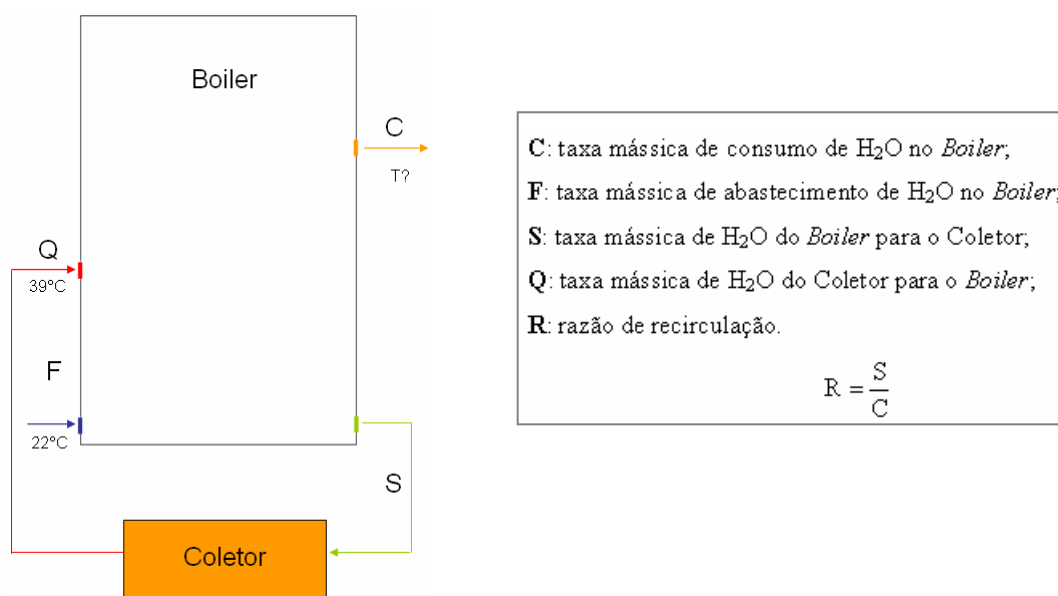 Boiler
C
T?
Q
39°C
F
22°C
S
Coletor
C: taxa mássica de consumo de H₂O no Boiler;
F: taxa mássica de abastecimento de H₂O no Boiler;
S: taxa mássica de H₂O do Boiler para o Coletor;
Q: taxa mássica de H₂O do Coletor para o Boiler;
R: razão de recirculação.
R = S/C